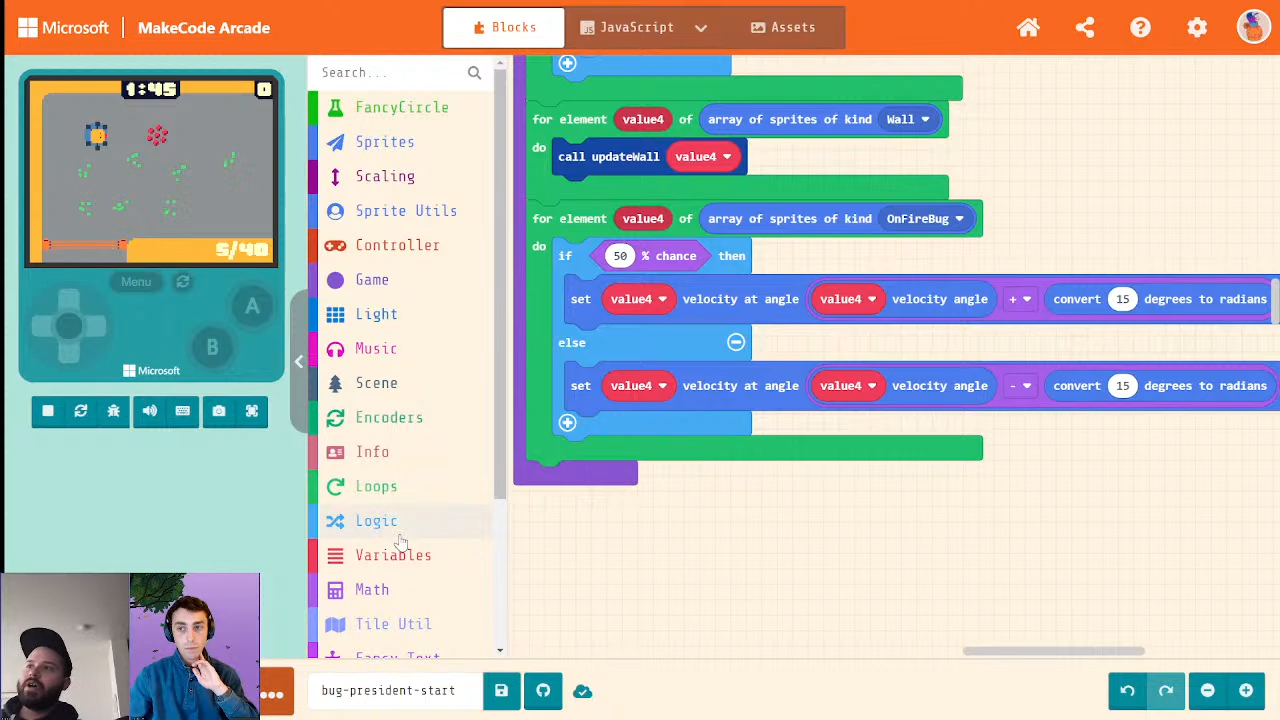 Microsoft | MakeCode Arcade
Blocks
JavaScript
Assets
1:45
0
5/40
Menu
A
B
Microsoft
Search...
FancyCircle
Sprites
Scaling
Sprite Utils
Controller
Game
Light
Music
Scene
Encoders
Info
Loops
Logic
Variables
Math
Tile Util
Fancy Text
for element value4 of array of sprites of kind Wall
do call updateWall value4
for element value4 of array of sprites of kind OnFireBug
do if 50 % chance then
set value4 velocity at angle value4 velocity angle + convert 15 degrees to radians
else
set value4 velocity at angle value4 velocity angle - convert 15 degrees to radians
bug-president-start